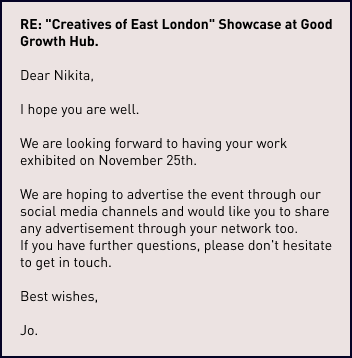 RE: "Creatives of East London" Showcase at Good
Growth Hub.
Dear Nikita,
I hope you are well.
We are looking forward to having your work
exhibited on November 25th.
We are hoping to advertise the event through our
social media channels and would like you to share
any advertisement through your network too.
If you have further questions, please don't hesitate
to get in touch.
Best wishes,
Jo.